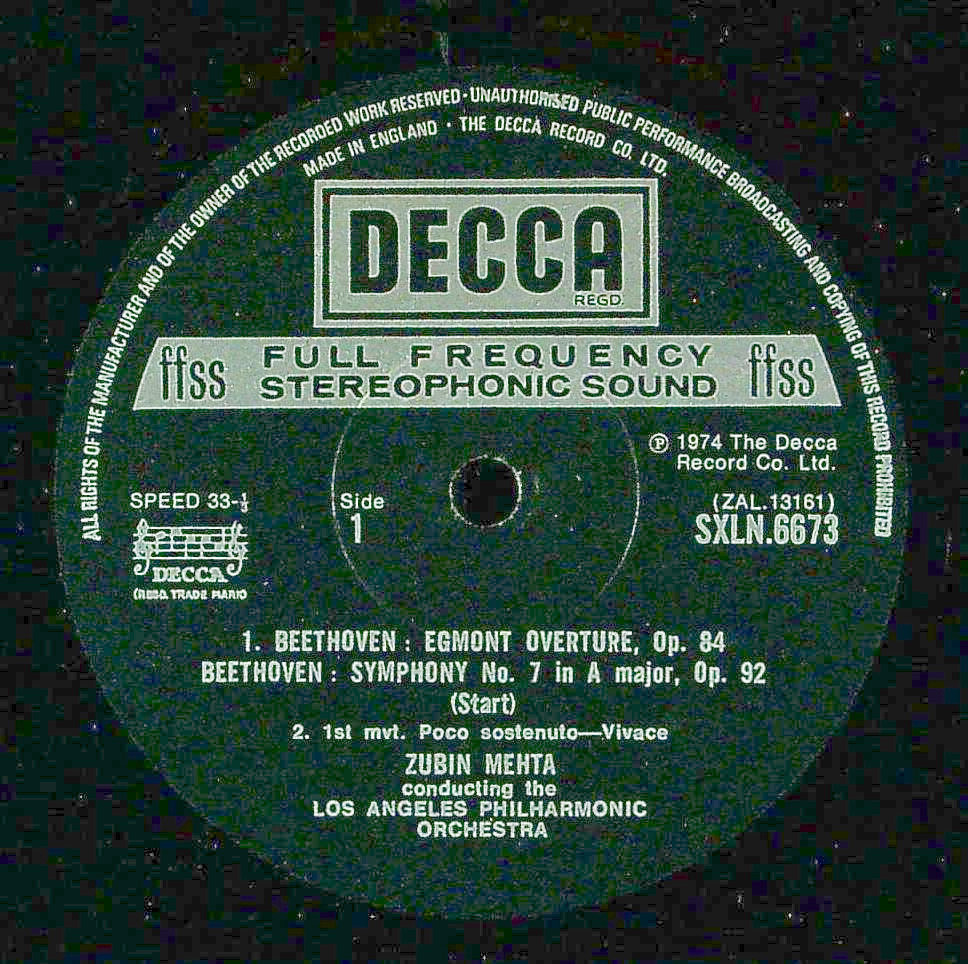 ALL RIGHTS OF THE MANUFACTURER AND OF THE OWNER OF THE RECORDED WORK RESERVED · UNAUTHORISED PUBLIC PERFORMANCE BROADCASTING AND COPYING OF THIS RECORD PROHIBITED
MADE IN ENGLAND · THE DECCA RECORD CO. LTD.
DECCA
REGD.
ffss FULL FREQUENCY ffss
STEREOPHONIC SOUND
℗ 1974 The Decca
Record Co. Ltd.
SPEED 33-⅓
Side
1
(ZAL.13161)
SXLN.6673
DECCA
(REGD. TRADE MARK)
1. BEETHOVEN : EGMONT OVERTURE, Op. 84
BEETHOVEN : SYMPHONY No. 7 in A major, Op. 92
(Start)
2. 1st mvt. Poco sostenuto—Vivace
ZUBIN MEHTA
conducting the
LOS ANGELES PHILHARMONIC
ORCHESTRA